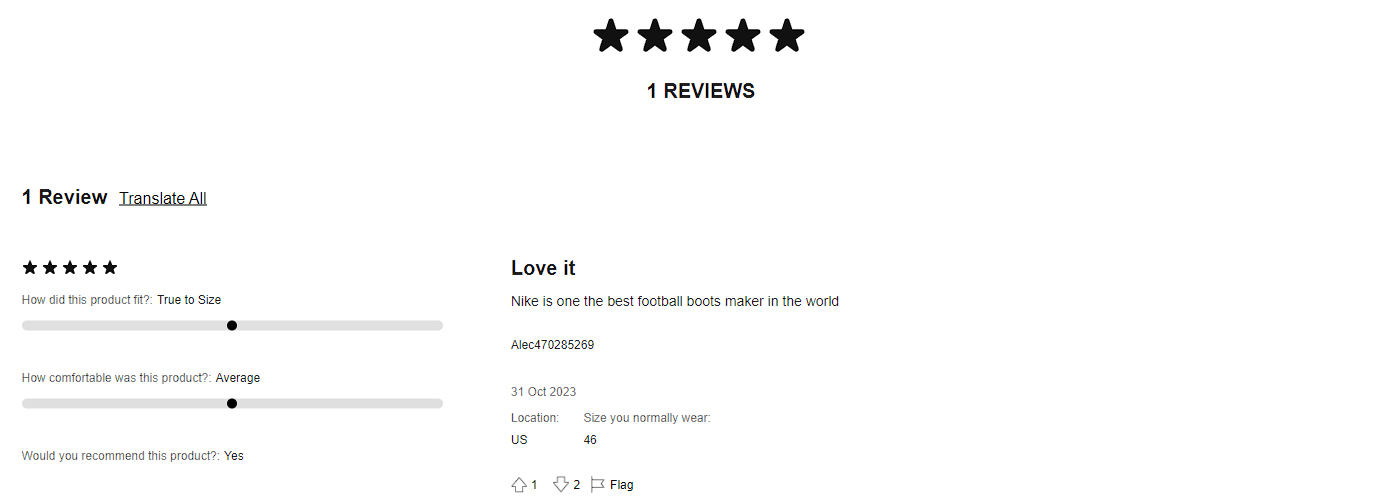 1 REVIEWS
1 Review Translate All
How did this product fit?: True to Size
How comfortable was this product?: Average
Would you recommend this product?: Yes
Love it
Nike is one the best football boots maker in the world
Alec470285269
31 Oct 2023
Location: Size you normally wear:
US 46
1 2 Flag